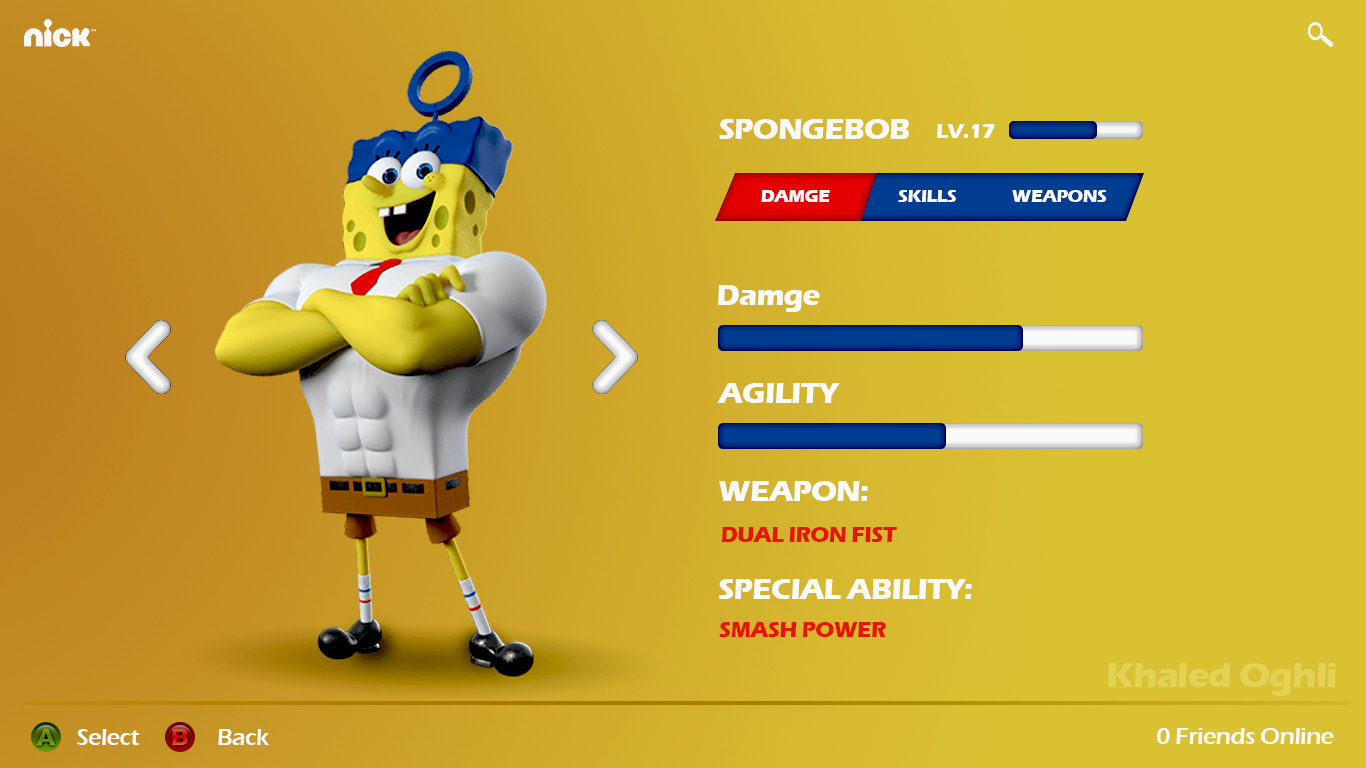 nick™
SPONGEBOB LV.17
DAMGE SKILLS WEAPONS
Damge
AGILITY
WEAPON:
DUAL IRON FIST
SPECIAL ABILITY:
SMASH POWER
Khaled Oghli
A Select B Back
0 Friends Online